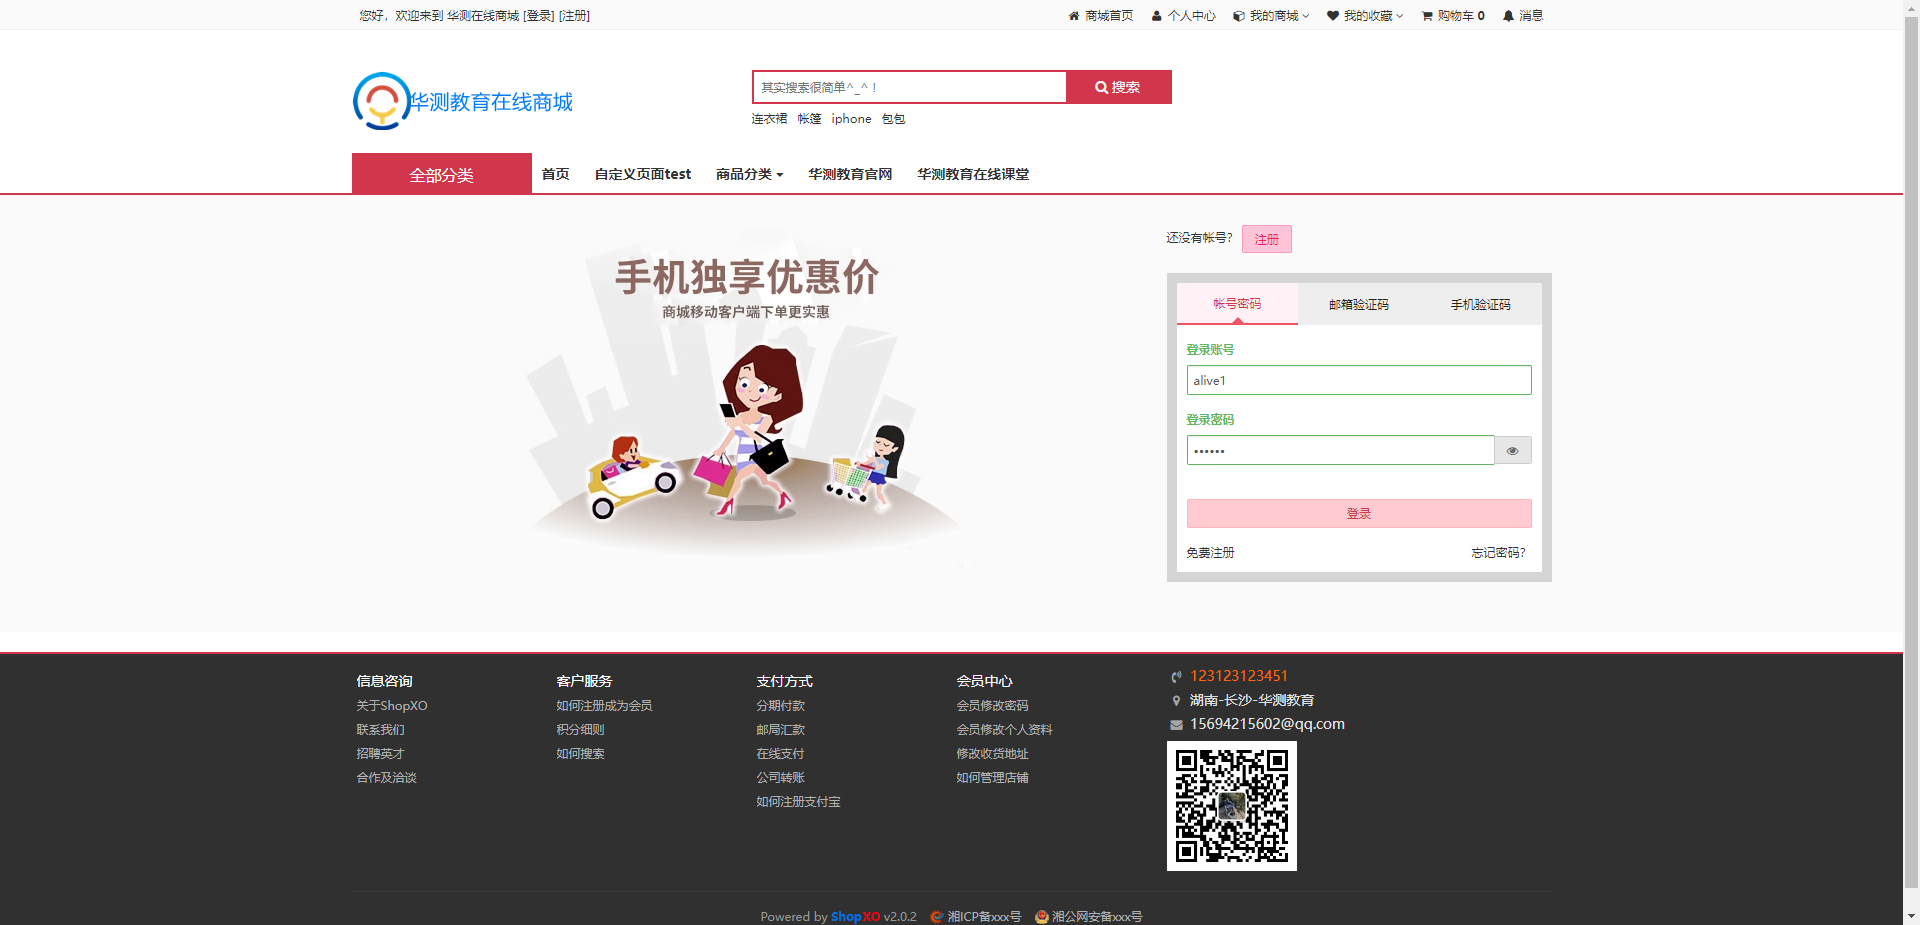 您好，欢迎来到 华测在线商城 [登录] [注册]
商城首页 个人中心 我的商城 我的收藏 购物车 0 消息
华测教育在线商城
其实搜索很简单^_^！
搜索
连衣裙 帐篷 iphone 包包
全部分类 首页 自定义页面test 商品分类 华测教育官网 华测教育在线课堂
手机独享优惠价
商城移动客户端下单更实惠
还没有帐号？ 注册
帐号密码 邮箱验证码 手机验证码
登录账号
alive1
登录密码
••••••
登录
免费注册 忘记密码?
信息咨询
关于ShopXO
联系我们
招聘英才
合作及洽谈
客户服务
如何注册成为会员
积分细则
如何搜索
支付方式
分期付款
邮局汇款
在线支付
公司转账
如何注册支付宝
会员中心
会员修改密码
会员修改个人资料
修改收货地址
如何管理店铺
123123123451
湖南-长沙-华测教育
15694215602@qq.com
Powered by ShopXO v2.0.2 湘ICP备xxx号 湘公网安备xxx号